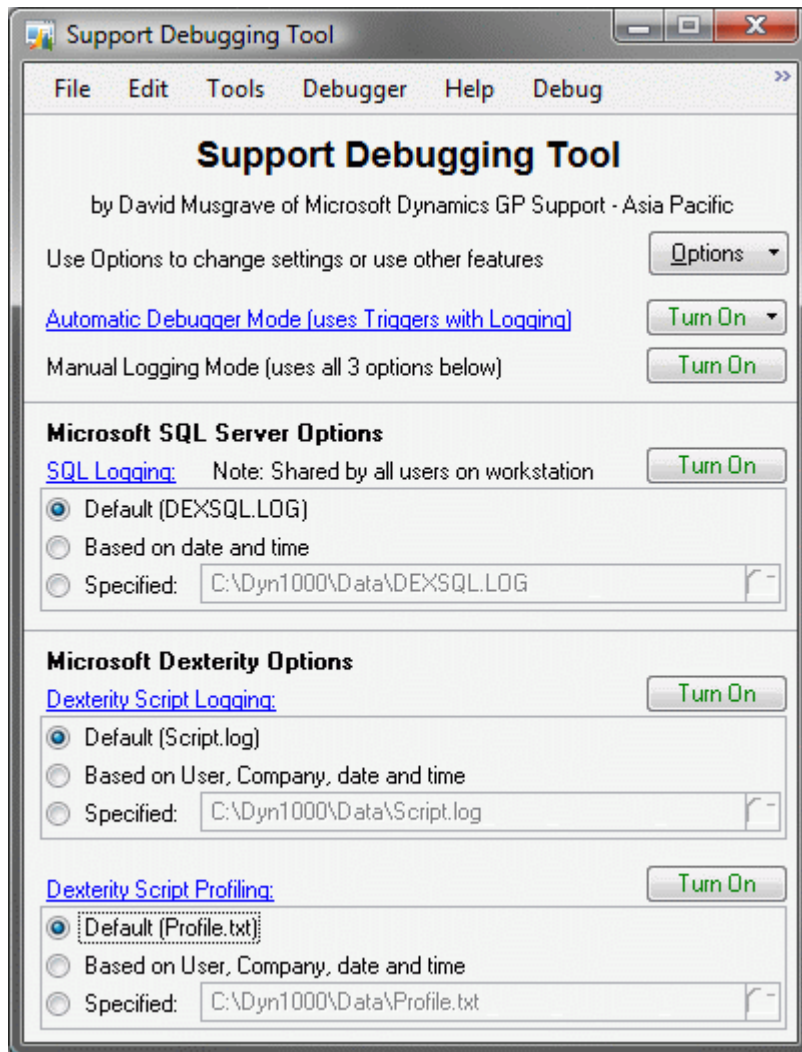 Support Debugging Tool
File Edit Tools Debugger Help Debug »
Support Debugging Tool
by David Musgrave of Microsoft Dynamics GP Support - Asia Pacific
Use Options to change settings or use other features Options
Automatic Debugger Mode (uses Triggers with Logging) Turn On
Manual Logging Mode (uses all 3 options below) Turn On
Microsoft SQL Server Options
SQL Logging: Note: Shared by all users on workstation Turn On
Default (DEXSQL.LOG)
Based on date and time
Specified: C:\Dyn1000\Data\DEXSQL.LOG
Microsoft Dexterity Options
Dexterity Script Logging: Turn On
Default (Script.log)
Based on User, Company, date and time
Specified: C:\Dyn1000\Data\Script.log
Dexterity Script Profiling: Turn On
Default (Profile.txt)
Based on User, Company, date and time
Specified: C:\Dyn1000\Data\Profile.txt